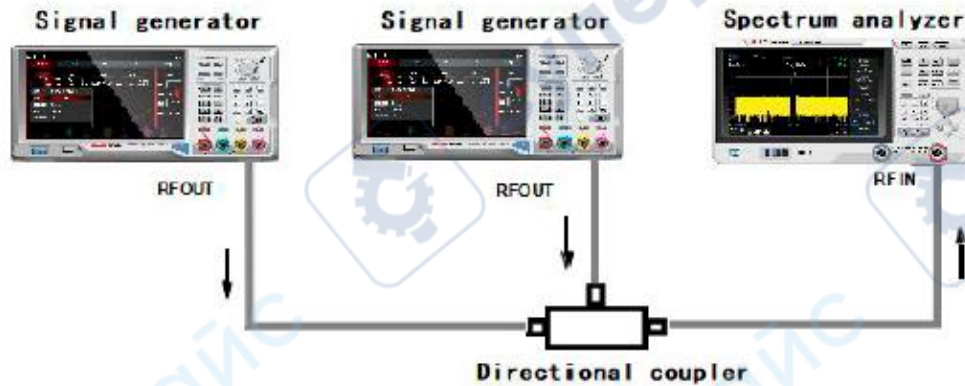 Signal generator
Signal generator
Spectrum analyzer
RFOUT
RFOUT
RFIN
Directional coupler